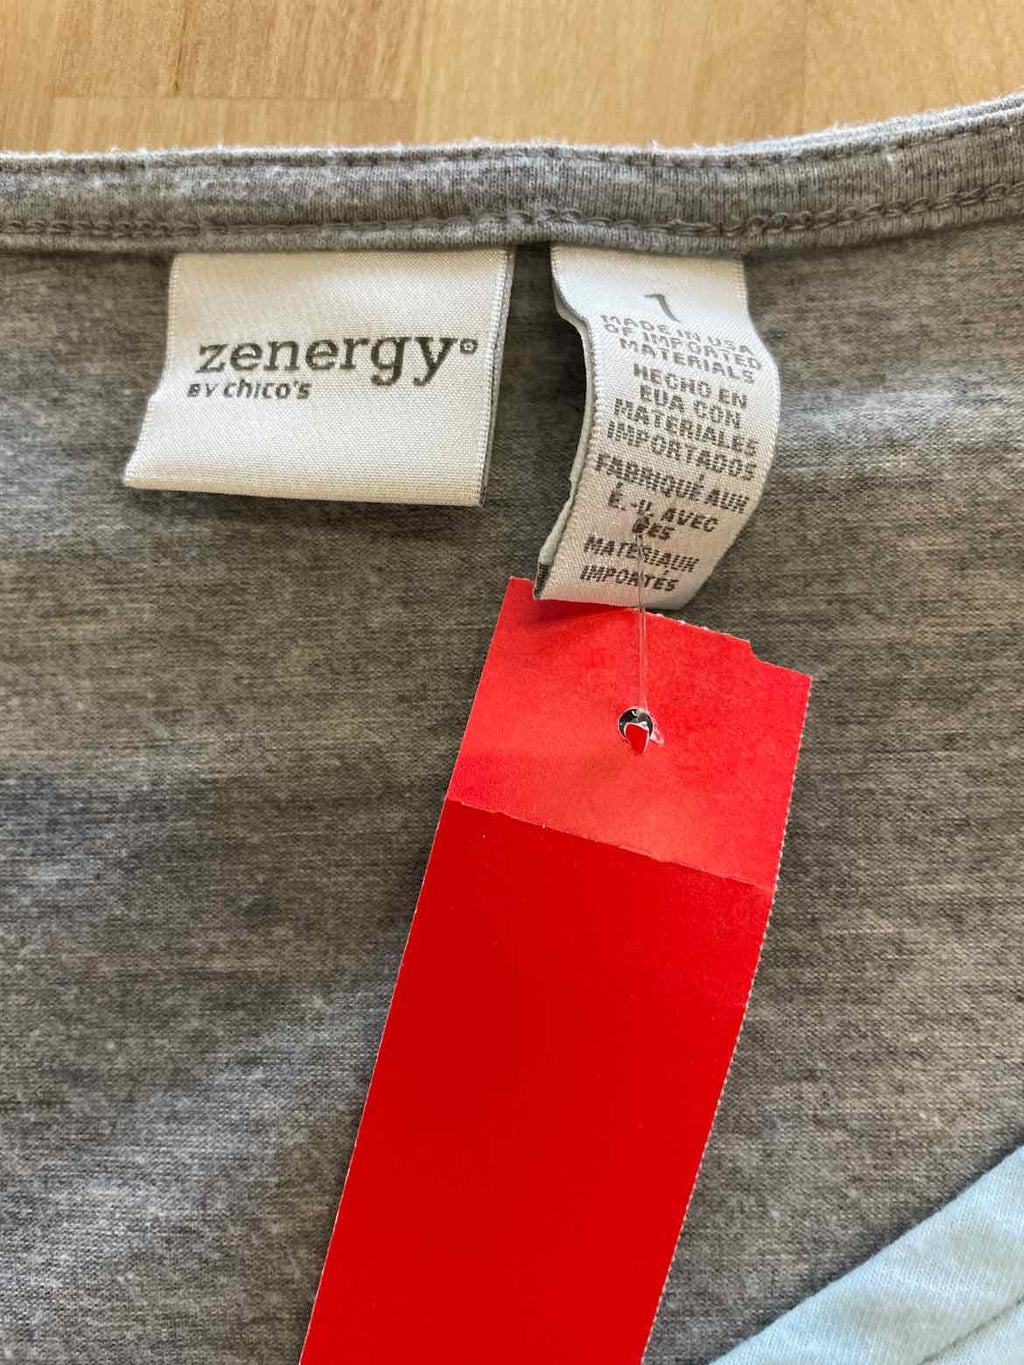 zenergy®
BY chico's
1
MADE IN USA
OF IMPORTED
MATERIALS
HECHO EN
EUA CON
MATERIALES
IMPORTADOS
FABRIQUÉ AUX
É.-U. AVEC
DES
MATERIAUX
IMPORTÉS